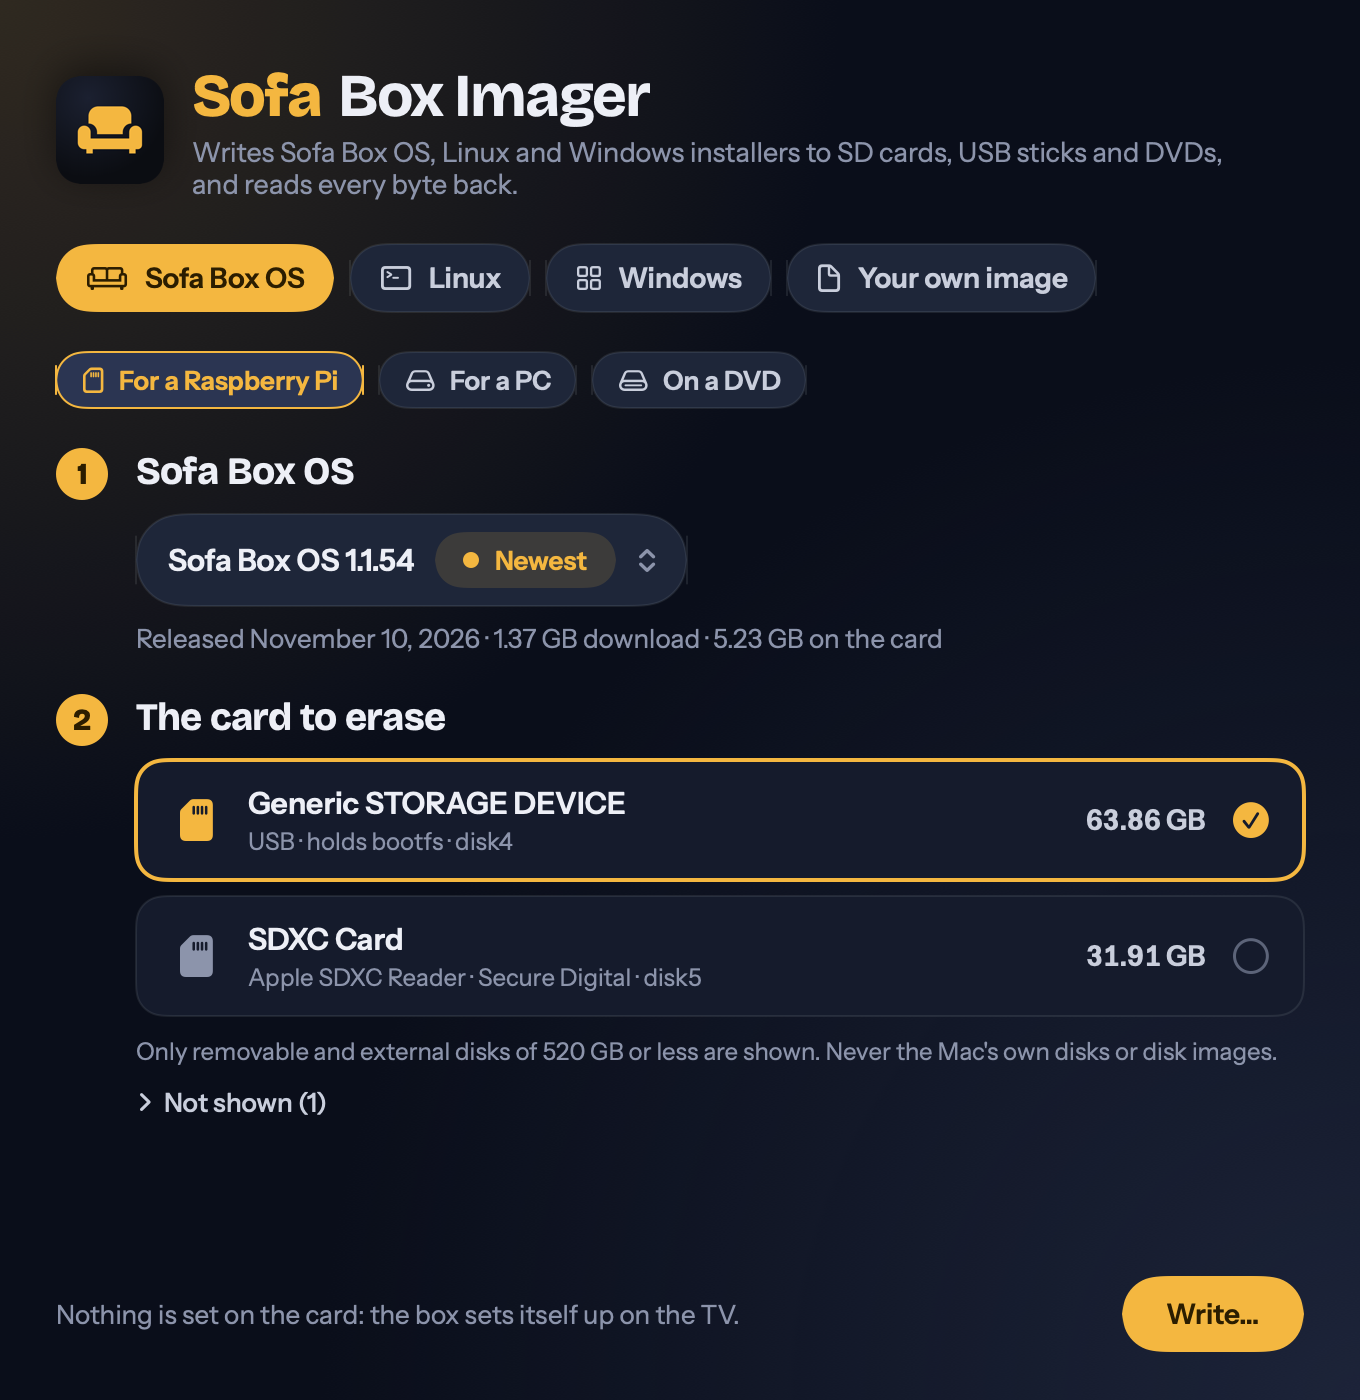 Sofa Box Imager
Writes Sofa Box OS, Linux and Windows installers to SD cards, USB sticks and DVDs,
and reads every byte back.
Sofa Box OS
Linux
Windows
Your own image
For a Raspberry Pi
For a PC
On a DVD
1
Sofa Box OS
Sofa Box OS 1.1.54
Newest
Released November 10, 2026 · 1.37 GB download · 5.23 GB on the card
2
The card to erase
Generic STORAGE DEVICE
USB · holds bootfs · disk4
63.86 GB
SDXC Card
Apple SDXC Reader · Secure Digital · disk5
31.91 GB
Only removable and external disks of 520 GB or less are shown. Never the Mac's own disks or disk images.
Not shown (1)
Nothing is set on the card: the box sets itself up on the TV.
Write...